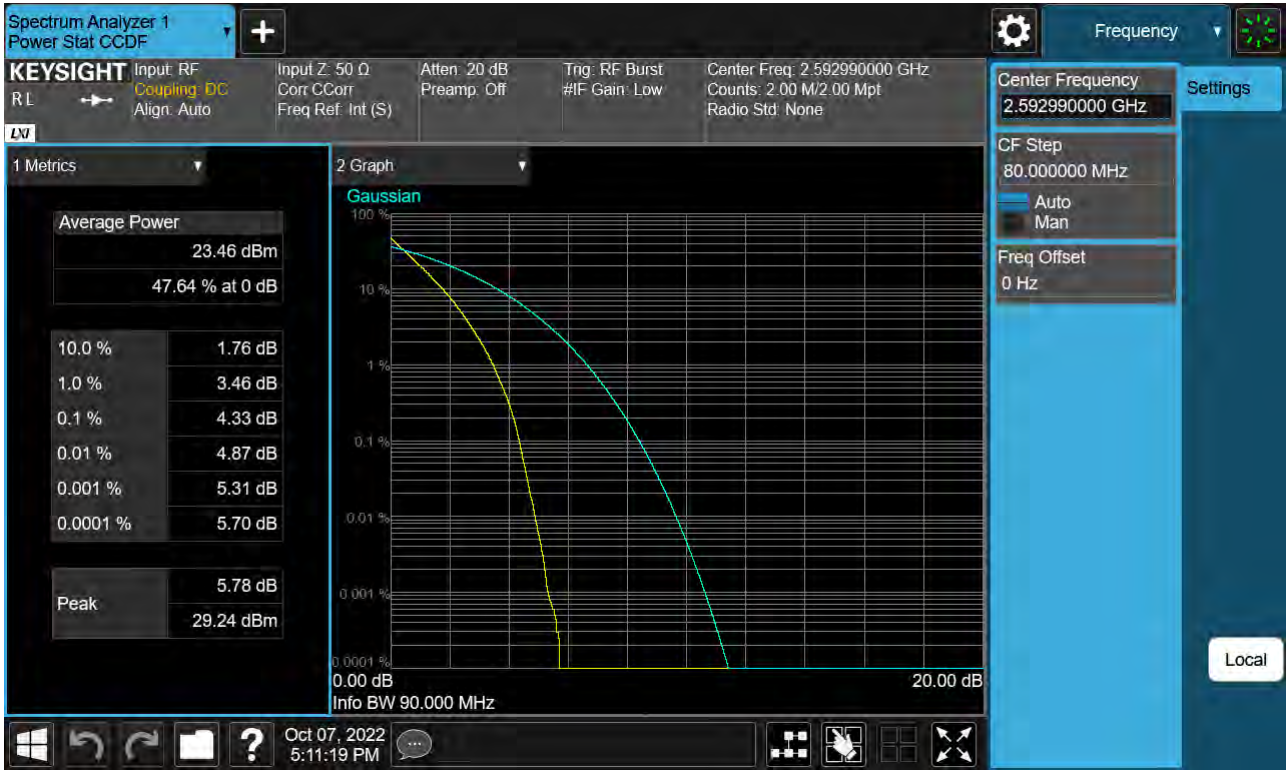 Spectrum Analyzer 1
Power Stat CCDF
Frequency
KEYSIGHT
RL
LXI
Input: RF
Coupling: DC
Align: Auto
Input Z: 50 Ω
Corr CCorr
Freq Ref: Int (S)
Atten: 20 dB
Preamp: Off
Trig: RF Burst
#IF Gain: Low
Center Freq: 2.592990000 GHz
Counts: 2.00 M/2.00 Mpt
Radio Std: None
Center Frequency
2.592990000 GHz
Settings
CF Step
80.000000 MHz
Auto
Man
Freq Offset
0 Hz
1 Metrics
Average Power
23.46 dBm
47.64 % at 0 dB
10.0 % 1.76 dB
1.0 % 3.46 dB
0.1 % 4.33 dB
0.01 % 4.87 dB
0.001 % 5.31 dB
0.0001 % 5.70 dB
Peak 5.78 dB
29.24 dBm
2 Graph
Gaussian
100 %
10 %
1 %
0.1 %
0.01 %
0.001 %
0.0001 %
0.00 dB 20.00 dB
Info BW 90.000 MHz
Local
?
Oct 07, 2022
5:11:19 PM